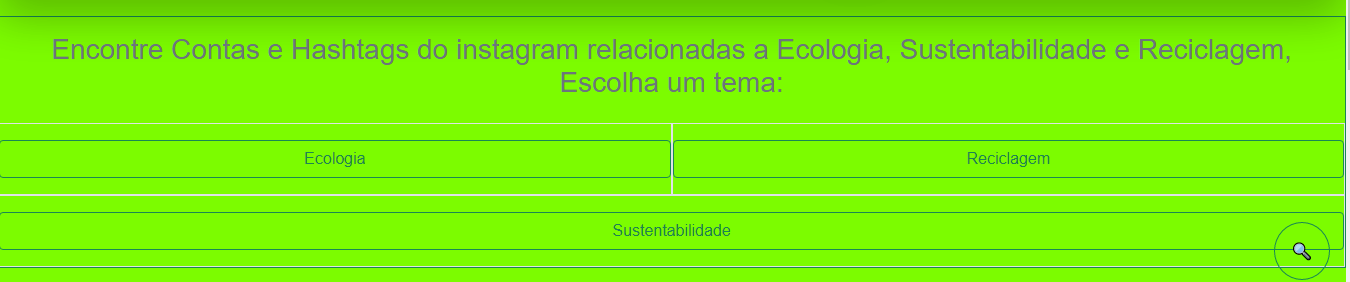 Encontre Contas e Hashtags do instagram relacionadas a Ecologia, Sustentabilidade e Reciclagem,
Escolha um tema:
Ecologia
Reciclagem
Sustentabilidade